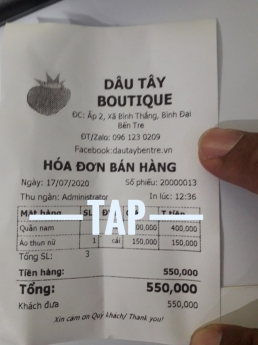 DÂU TÂY
BOUTIQUE
ĐC: Ấp 2, Xã Bình Thắng, Bình Đại
Bến Tre
ĐT/Zalo: 096 123 0209
Facebook:dautaybentre.vn
HÓA ĐƠN BÁN HÀNG
Ngày: 17/07/2020 Số phiếu: 20000013
Thu ngân: Administrator In lúc: 12:36
Mặt hàng SL T.tiền
Quần nam 400,000
Áo thun nữ 1 cái 150,000 150,000
Tổng SL: 3
TAP
Tiền hàng: 550,000
Tổng: 550,000
Khách đưa 550,000
Xin cảm ơn Quý khách/ Thank you!